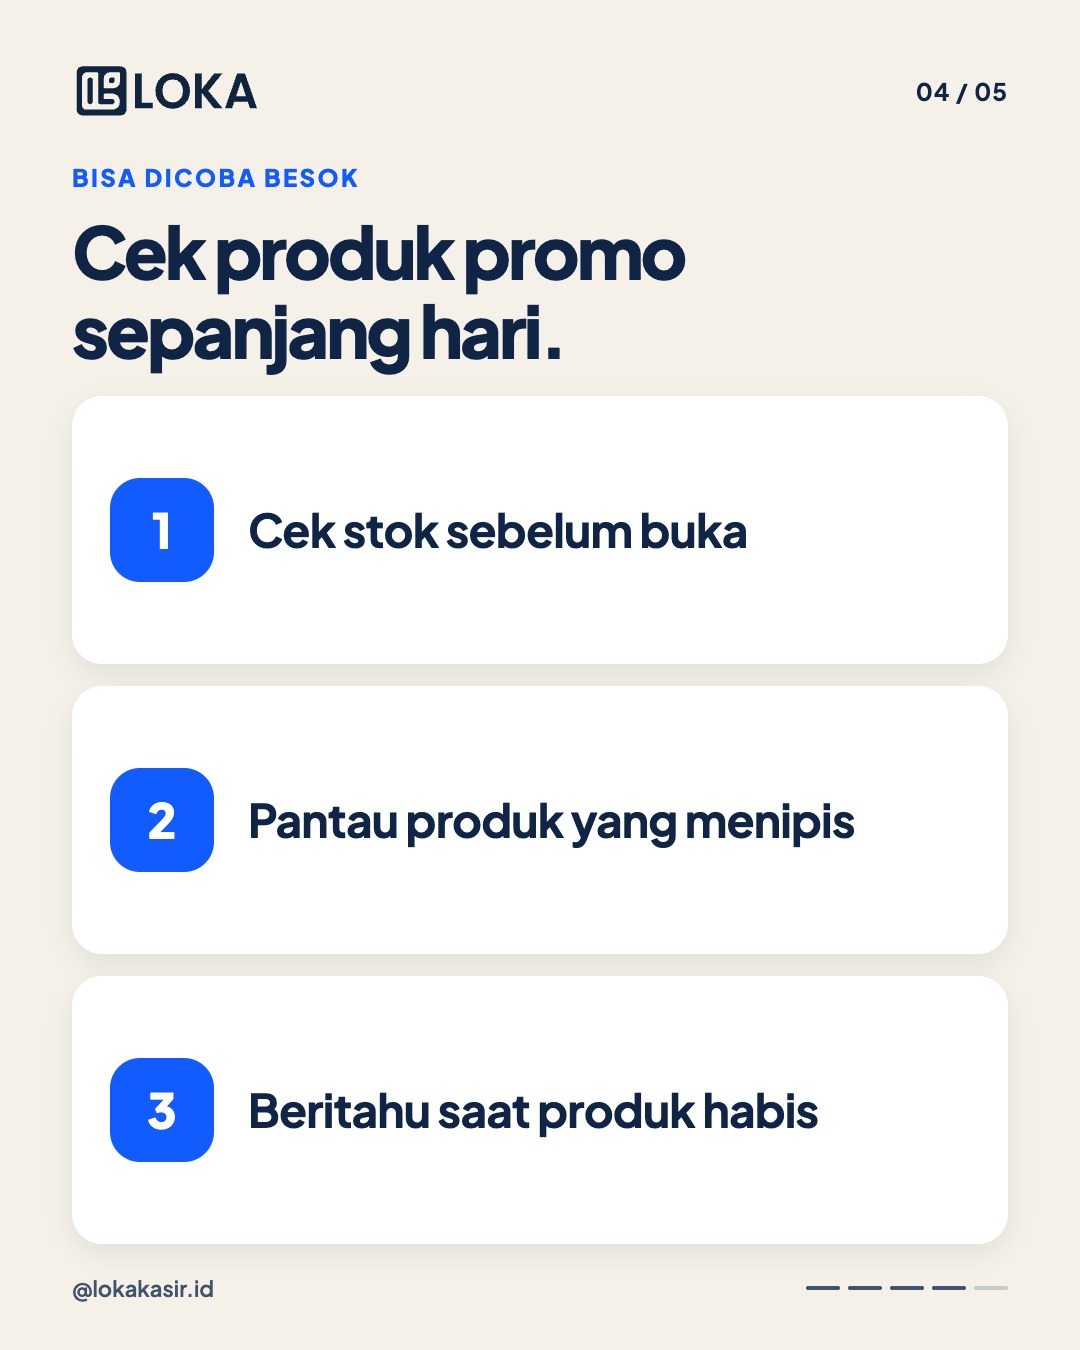 LOKA
04 / 05
BISA DICOBA BESOK
Cek produk promo
sepanjang hari.
1
Cek stok sebelum buka
2
Pantau produk yang menipis
3
Beritahu saat produk habis
@lokakasir.id